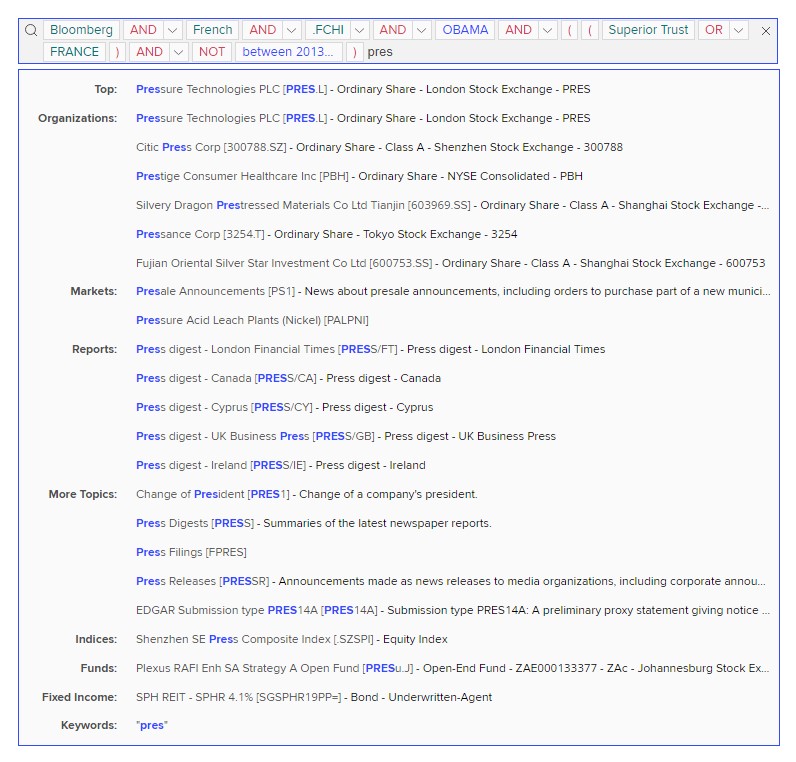 Bloomberg AND French AND .FCHI AND OBAMA AND ( ( Superior Trust OR
FRANCE ) AND NOT between 2013... ) pres
Top: Pressure Technologies PLC [PRES.L] - Ordinary Share - London Stock Exchange - PRES
Organizations: Pressure Technologies PLC [PRES.L] - Ordinary Share - London Stock Exchange - PRES
Citic Press Corp [300788.SZ] - Ordinary Share - Class A - Shenzhen Stock Exchange - 300788
Prestige Consumer Healthcare Inc [PBH] - Ordinary Share - NYSE Consolidated - PBH
Silvery Dragon Prestressed Materials Co Ltd Tianjin [603969.SS] - Ordinary Share - Class A - Shanghai Stock Exchange -...
Pressance Corp [3254.T] - Ordinary Share - Tokyo Stock Exchange - 3254
Fujian Oriental Silver Star Investment Co Ltd [600753.SS] - Ordinary Share - Class A - Shanghai Stock Exchange - 600753
Markets: Presale Announcements [PS1] - News about presale announcements, including orders to purchase part of a new munici...
Pressure Acid Leach Plants (Nickel) [PALPNI]
Reports: Press digest - London Financial Times [PRESS/FT] - Press digest - London Financial Times
Press digest - Canada [PRESS/CA] - Press digest - Canada
Press digest - Cyprus [PRESS/CY] - Press digest - Cyprus
Press digest - UK Business Press [PRESS/GB] - Press digest - UK Business Press
Press digest - Ireland [PRESS/IE] - Press digest - Ireland
More Topics: Change of President [PRES1] - Change of a company's president.
Press Digests [PRESS] - Summaries of the latest newspaper reports.
Press Filings [FPRES]
Press Releases [PRESSR] - Announcements made as news releases to media organizations, including corporate annou...
EDGAR Submission type PRES14A [PRES14A] - Submission type PRES14A: A preliminary proxy statement giving notice ...
Indices: Shenzhen SE Press Composite Index [.SZSPI] - Equity Index
Funds: Plexus RAFI Enh SA Strategy A Open Fund [PRESu.J] - Open-End Fund - ZAE000133377 - ZAc - Johannesburg Stock Ex...
Fixed Income: SPH REIT - SPHR 4.1% [SGSPHR19PP=] - Bond - Underwritten-Agent
Keywords: "pres"